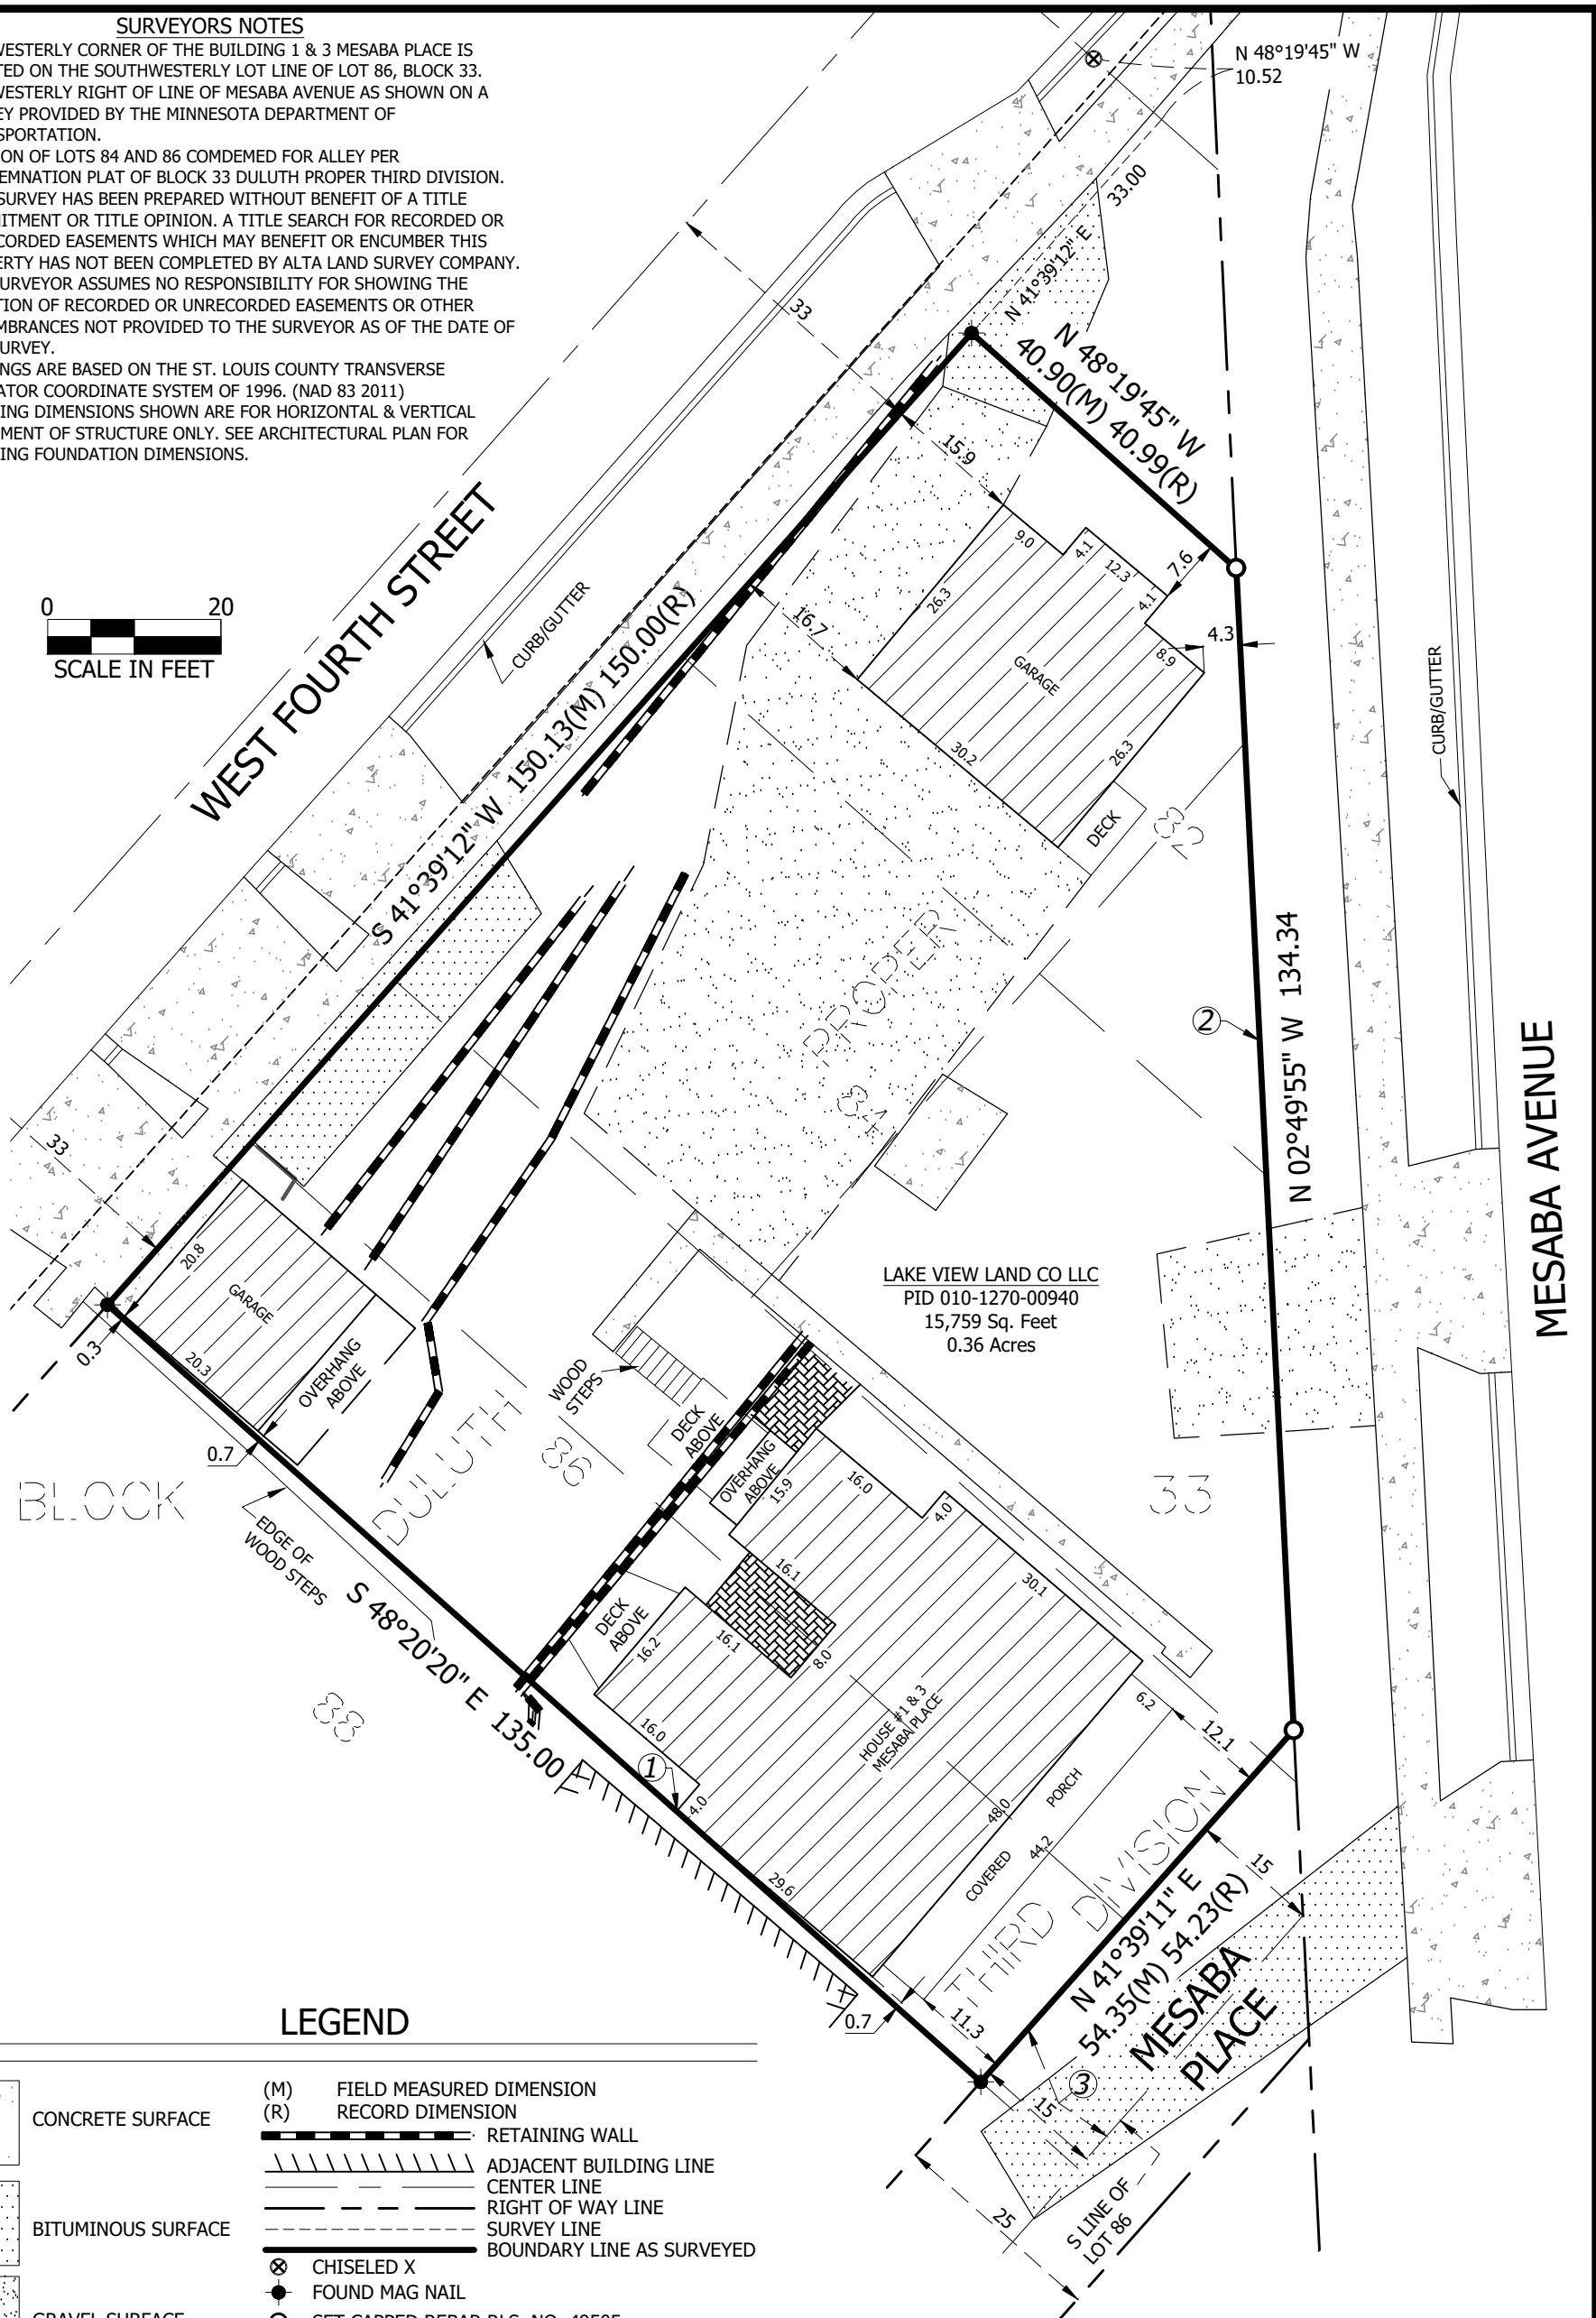 SURVEYORS NOTES
WESTERLY CORNER OF THE BUILDING 1 & 3 MESABA PLACE IS
TED ON THE SOUTHWESTERLY LOT LINE OF LOT 86, BLOCK 33.
WESTERLY RIGHT OF LINE OF MESABA AVENUE AS SHOWN ON A
EY PROVIDED BY THE MINNESOTA DEPARTMENT OF
SPORTATION.
ON OF LOTS 84 AND 86 COMDEMED FOR ALLEY PER
EMNATION PLAT OF BLOCK 33 DULUTH PROPER THIRD DIVISION.
SURVEY HAS BEEN PREPARED WITHOUT BENEFIT OF A TITLE
ITMENT OR TITLE OPINION. A TITLE SEARCH FOR RECORDED OR
CORDED EASEMENTS WHICH MAY BENEFIT OR ENCUMBER THIS
ERTY HAS NOT BEEN COMPLETED BY ALTA LAND SURVEY COMPANY.
URVEYOR ASSUMES NO RESPONSIBILITY FOR SHOWING THE
TION OF RECORDED OR UNRECORDED EASEMENTS OR OTHER
MBRANCES NOT PROVIDED TO THE SURVEYOR AS OF THE DATE OF
URVEY.
NGS ARE BASED ON THE ST. LOUIS COUNTY TRANSVERSE
ATOR COORDINATE SYSTEM OF 1996. (NAD 83 2011)
ING DIMENSIONS SHOWN ARE FOR HORIZONTAL & VERTICAL
MENT OF STRUCTURE ONLY. SEE ARCHITECTURAL PLAN FOR
ING FOUNDATION DIMENSIONS.
N 48°19'45" W
10.52
33.00
N 41°39'12" E
33
N 48°19'45" W
40.90(M) 40.99(R)
15.9
9.0
4.1
12.3
7.6
4.1
4.3
8.9
26.3
16.7
GARAGE
30.2
26.3
DECK
82
0 20
SCALE IN FEET
WEST FOURTH STREET
CURB/GUTTER
S 41°39'12" W 150.13(M) 150.00(R)
CURB/GUTTER
PROPER
84
2
N 02°49'55" W 134.34
MESABA AVENUE
33
20.8
GARAGE
20.3
0.3
OVERHANG
ABOVE
0.7
LAKE VIEW LAND CO LLC
PID 010-1270-00940
15,759 Sq. Feet
0.36 Acres
WOOD
STEPS
DECK
ABOVE
OVERHANG
ABOVE
15.9
16.0
4.0
DULUTH
86
BLOCK
33
EDGE OF
WOOD STEPS
S 48°20'20" E 135.00
88
DECK
ABOVE
16.2
16.1
16.1
8.0
30.1
16.0
1
4.0
HOUSE #1 & 3
MESABA PLACE
6.2
12.1
48.0
PORCH
COVERED
44.2
29.6
THIRD DIVISION
15
N 41°39'11" E
54.35(M) 54.23(R)
MESABA
PLACE
0.7
11.3
3
15
25
S LINE OF
LOT 86
LEGEND
CONCRETE SURFACE
BITUMINOUS SURFACE
GRAVEL SURFACE
(M) FIELD MEASURED DIMENSION
(R) RECORD DIMENSION
RETAINING WALL
ADJACENT BUILDING LINE
CENTER LINE
RIGHT OF WAY LINE
SURVEY LINE
BOUNDARY LINE AS SURVEYED
CHISELED X
FOUND MAG NAIL